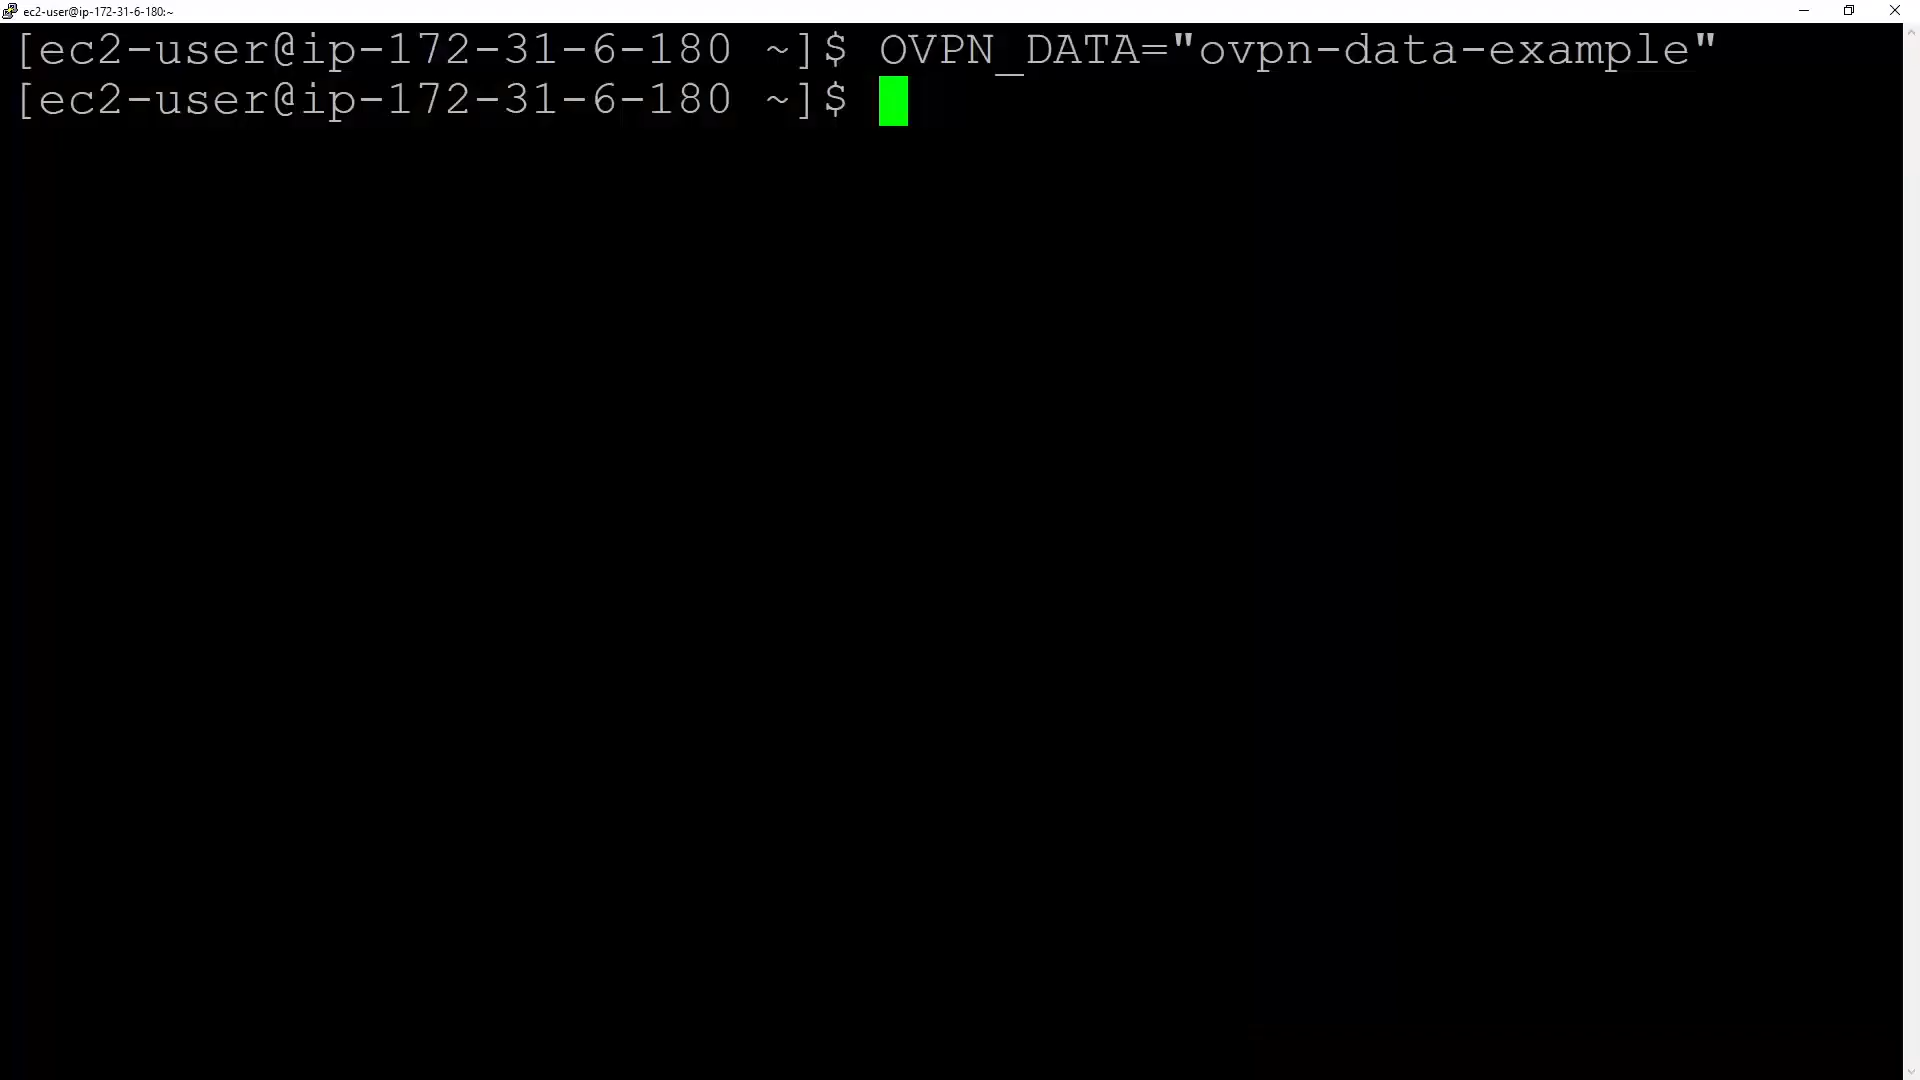 ec2-user@ip-172-31-6-180:~
[ec2-user@ip-172-31-6-180 ~]$ OVPN_DATA="ovpn-data-example"
[ec2-user@ip-172-31-6-180 ~]$